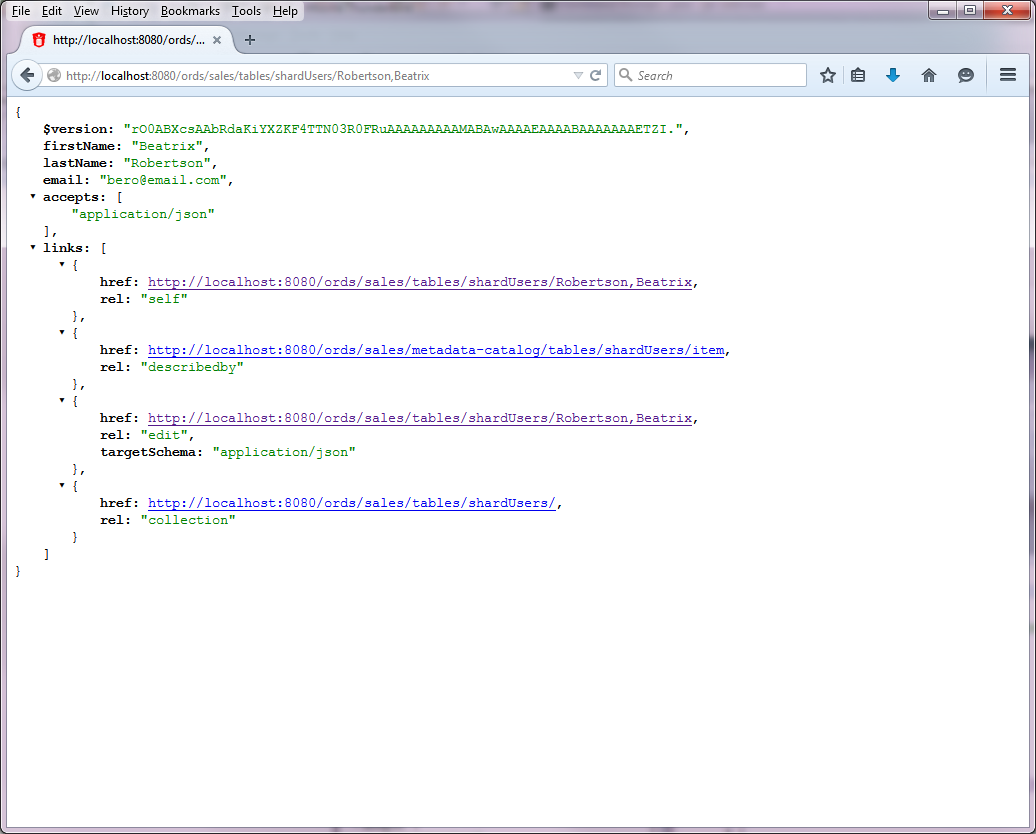 File Edit View History Bookmarks Tools Help
http://localhost:8080/ords/...
http://localhost:8080/ords/sales/tables/shardUsers/Robertson,Beatrix
Search
{
$version: "rO0ABXcsAAbRdaKiYXZKF4TTN03R0FRuAAAAAAAAAMABAwAAAAEAAAABAAAAAAAETZI.",
firstName: "Beatrix",
lastName: "Robertson",
email: "bero@email.com",
accepts: [
"application/json"
],
links: [
{
href: http://localhost:8080/ords/sales/tables/shardUsers/Robertson,Beatrix,
rel: "self"
},
{
href: http://localhost:8080/ords/sales/metadata-catalog/tables/shardUsers/item,
rel: "describedby"
},
{
href: http://localhost:8080/ords/sales/tables/shardUsers/Robertson,Beatrix,
rel: "edit",
targetSchema: "application/json"
},
{
href: http://localhost:8080/ords/sales/tables/shardUsers/,
rel: "collection"
}
]
}